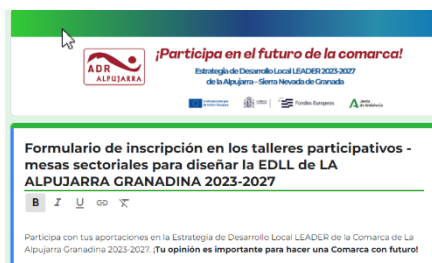 ADR
ALPUJARRA
¡Participa en el futuro de la comarca!
Estrategia de Desarrollo Local LEADER 2023-2027
de la Alpujarra - Sierra Nevada de Granada
Fondos Europeos
Junta
de Andalucía
Formulario de inscripción en los talleres participativos -
mesas sectoriales para diseñar la EDLL de LA
ALPUJARRA GRANADINA 2023-2027
B I U
Participa con tus aportaciones en la Estrategia de Desarrollo Local LEADER de la Comarca de La
Alpujarra Granadina 2023-2027. ¡Tu opinión es importante para hacer una Comarca con futuro!